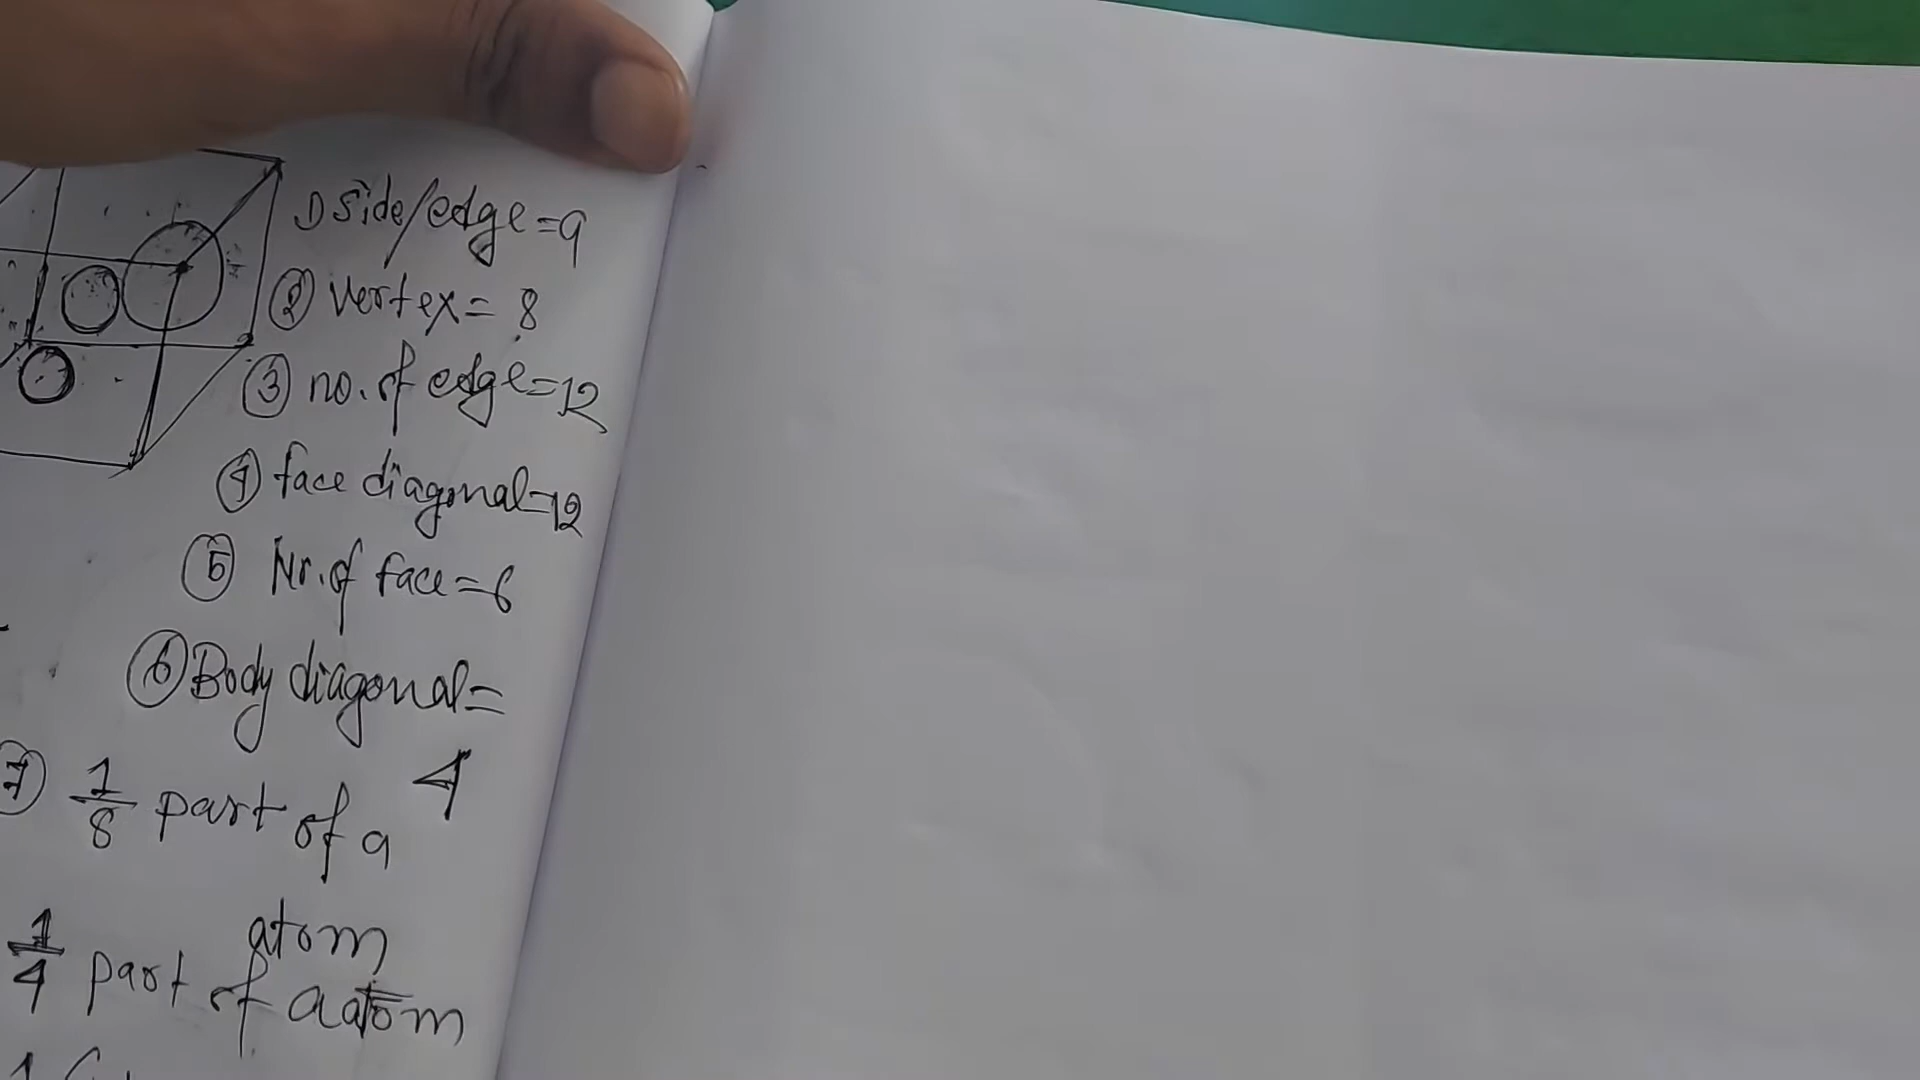 1) Side/edge=a
② Vertex= 8
③ no. of edge=12
④ face diagonal=12
⑤ Nr. of face=6
⑥ Body diagonal=
4
⑦ 1/8 part of a
atom
1/4 part of a atom